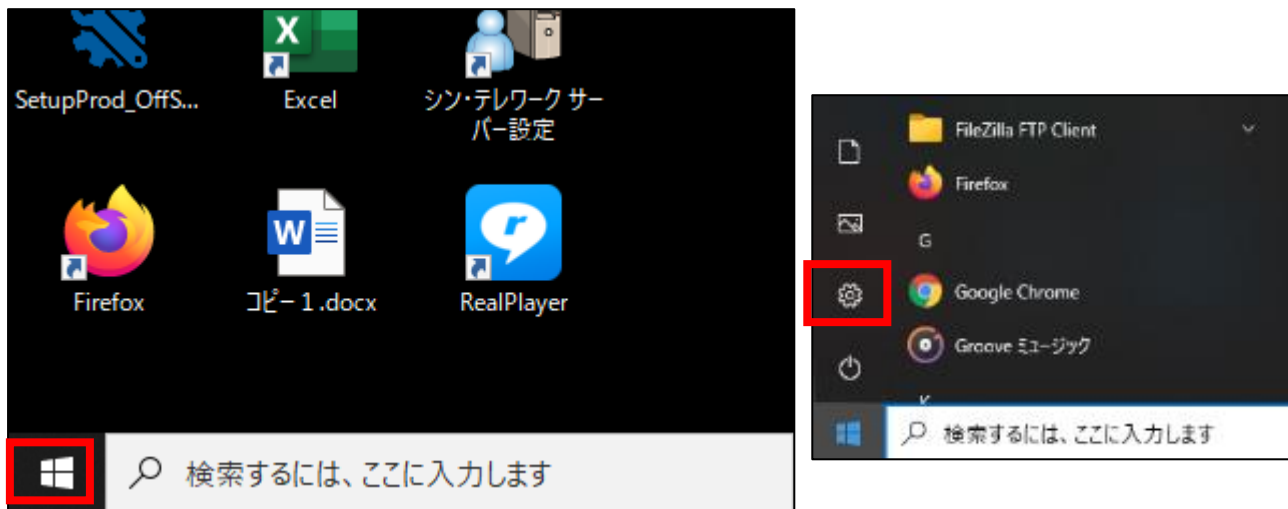 SetupProd_OffS...
Excel
シン・テレワーク サー
バー設定
Firefox
コピー１.docx
RealPlayer
検索するには、ここに入力します
FileZilla FTP Client
Firefox
G
Google Chrome
Groove ミュージック
K
検索するには、ここに入力します